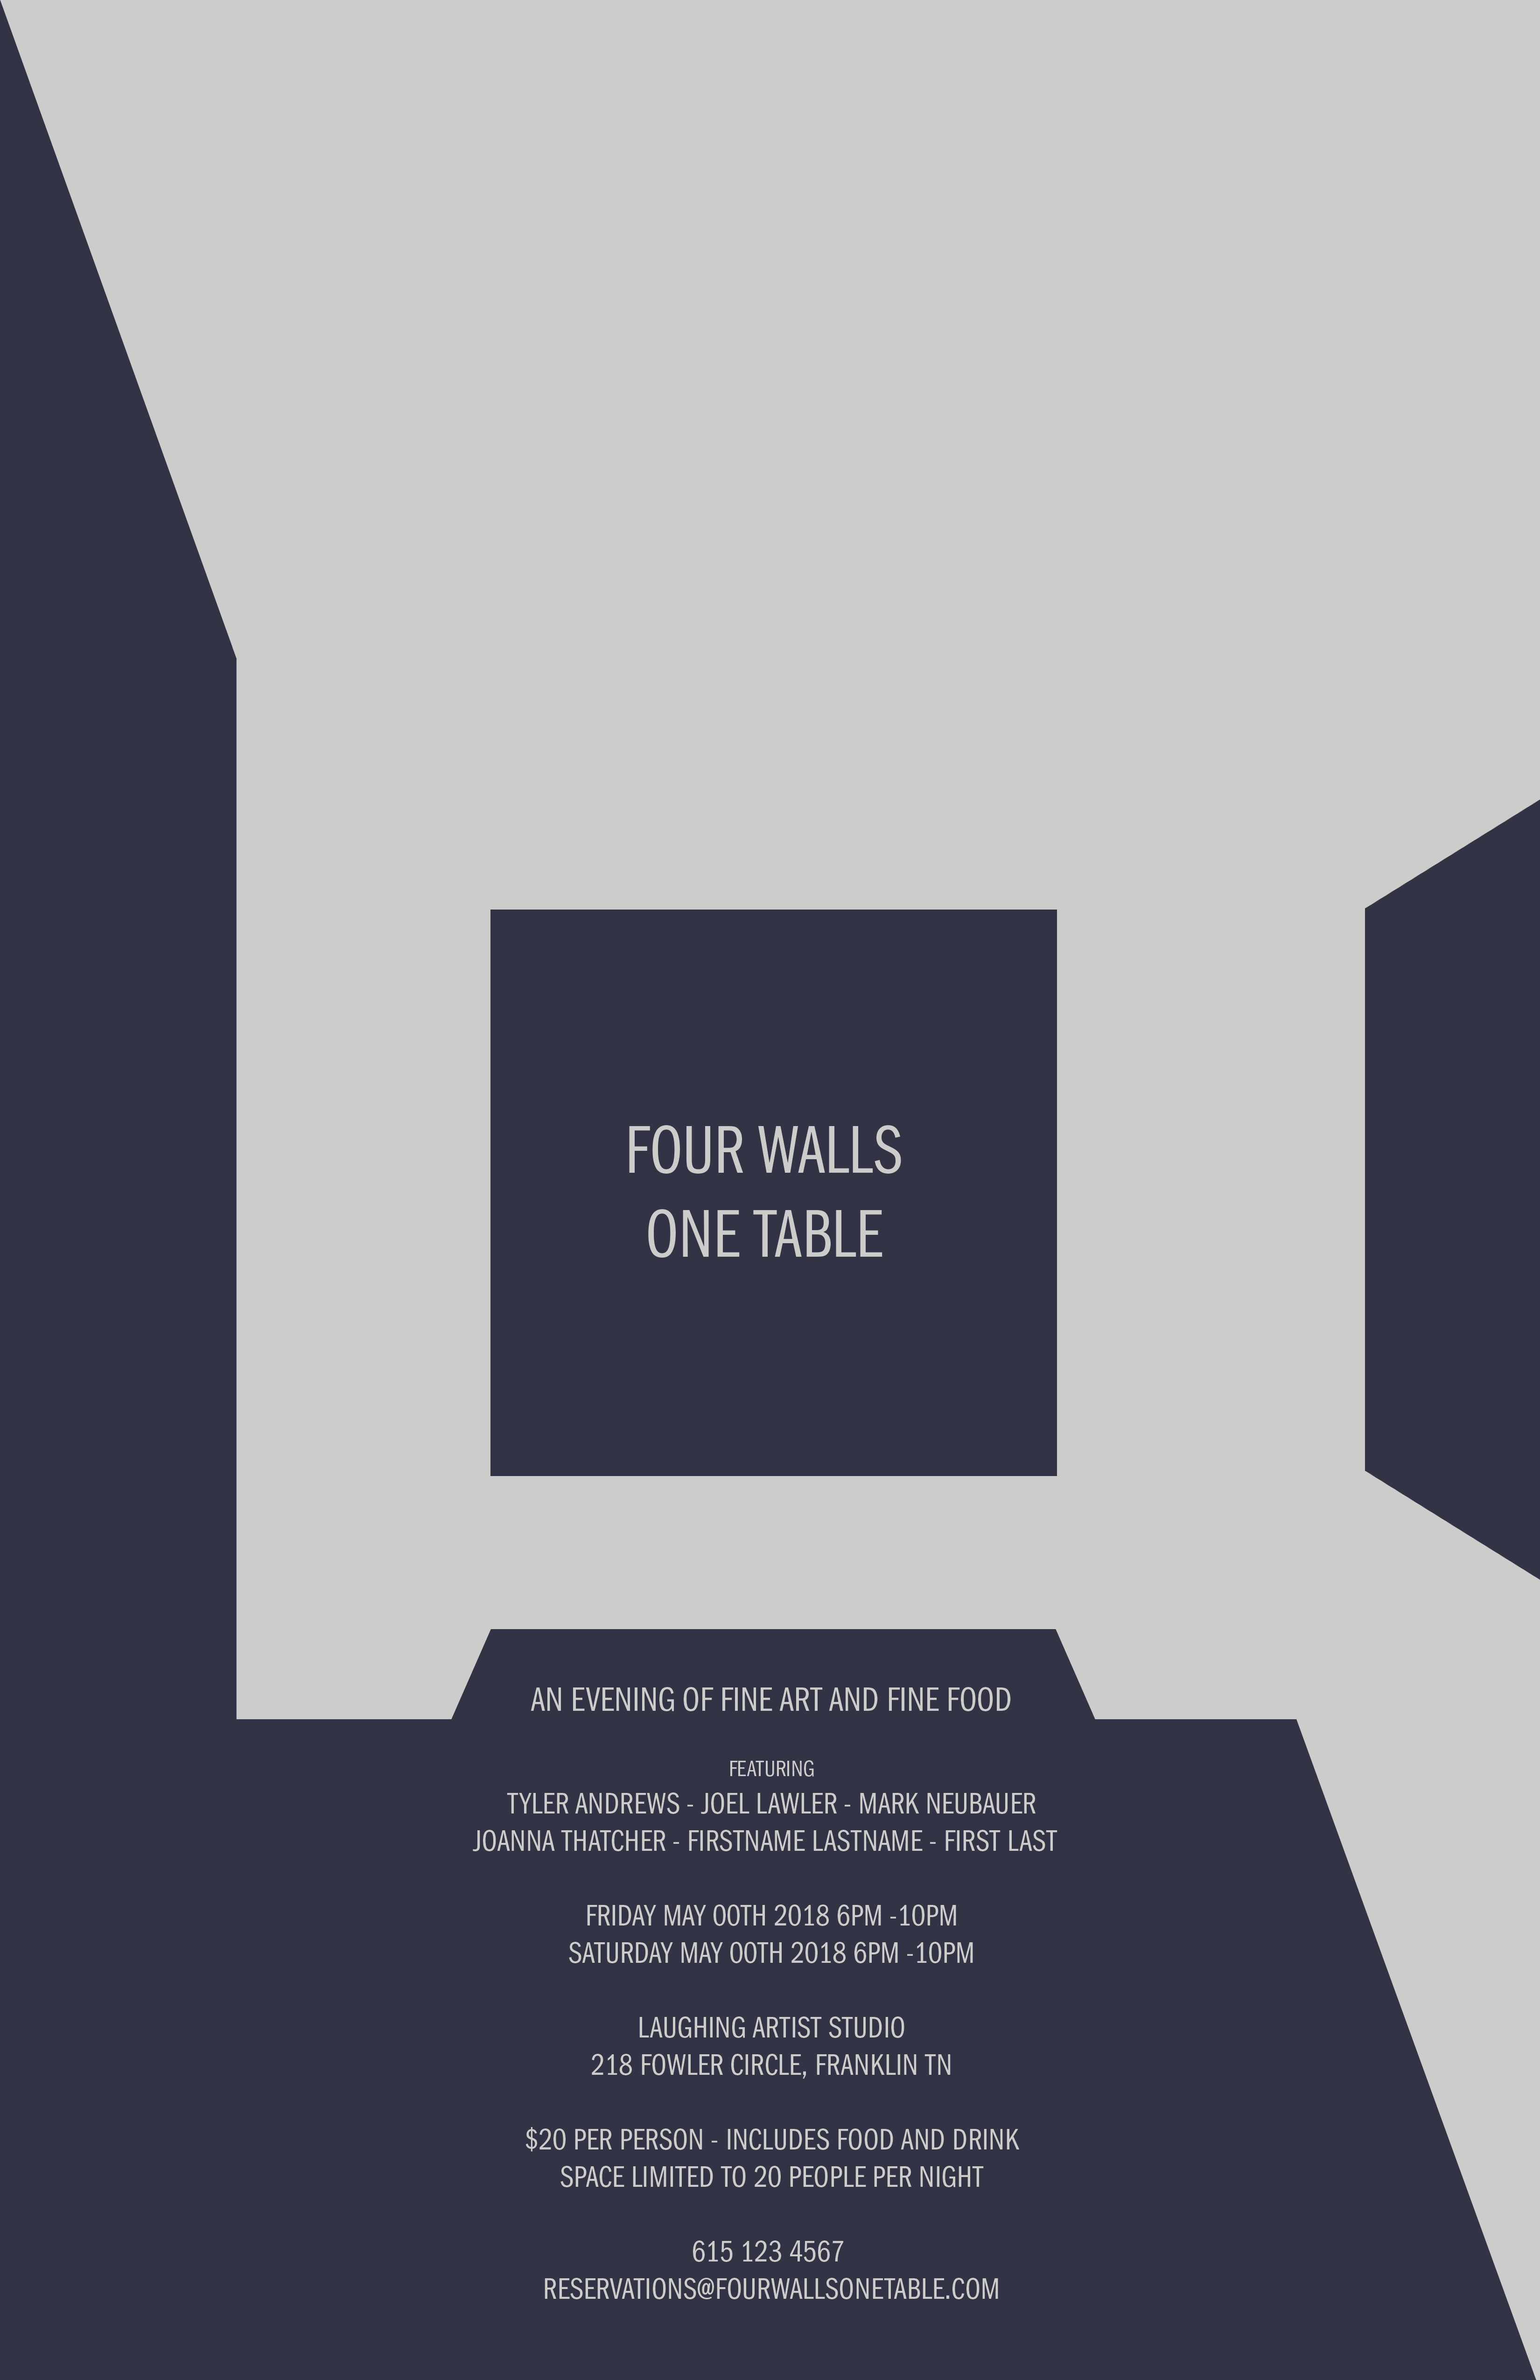 FOUR WALLS
ONE TABLE
AN EVENING OF FINE ART AND FINE FOOD
FEATURING
TYLER ANDREWS - JOEL LAWLER - MARK NEUBAUER
JOANNA THATCHER - FIRSTNAME LASTNAME - FIRST LAST
FRIDAY MAY 00TH 2018 6PM -10PM
SATURDAY MAY 00TH 2018 6PM -10PM
LAUGHING ARTIST STUDIO
218 FOWLER CIRCLE, FRANKLIN TN
$20 PER PERSON - INCLUDES FOOD AND DRINK
SPACE LIMITED TO 20 PEOPLE PER NIGHT
615 123 4567
RESERVATIONS@FOURWALLSONETABLE.COM